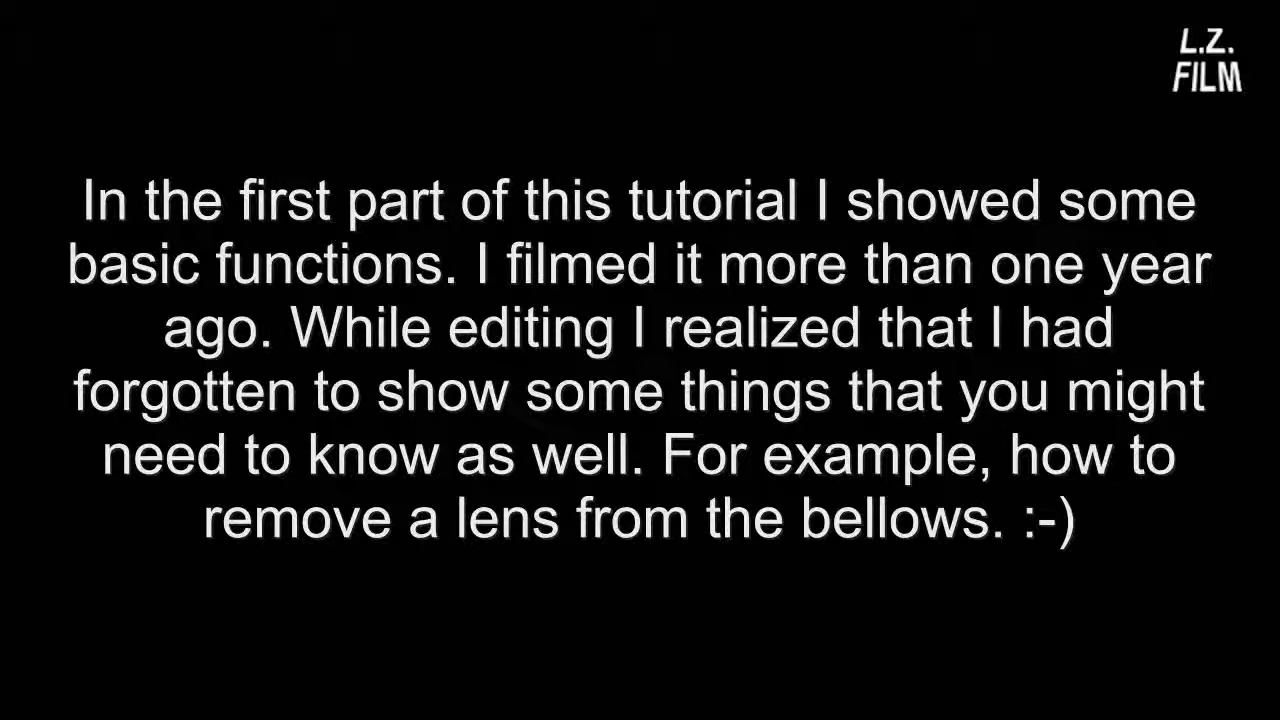 L.Z.
FILM
In the first part of this tutorial I showed some
basic functions. I filmed it more than one year
ago. While editing I realized that I had
forgotten to show some things that you might
need to know as well. For example, how to
remove a lens from the bellows. :-)